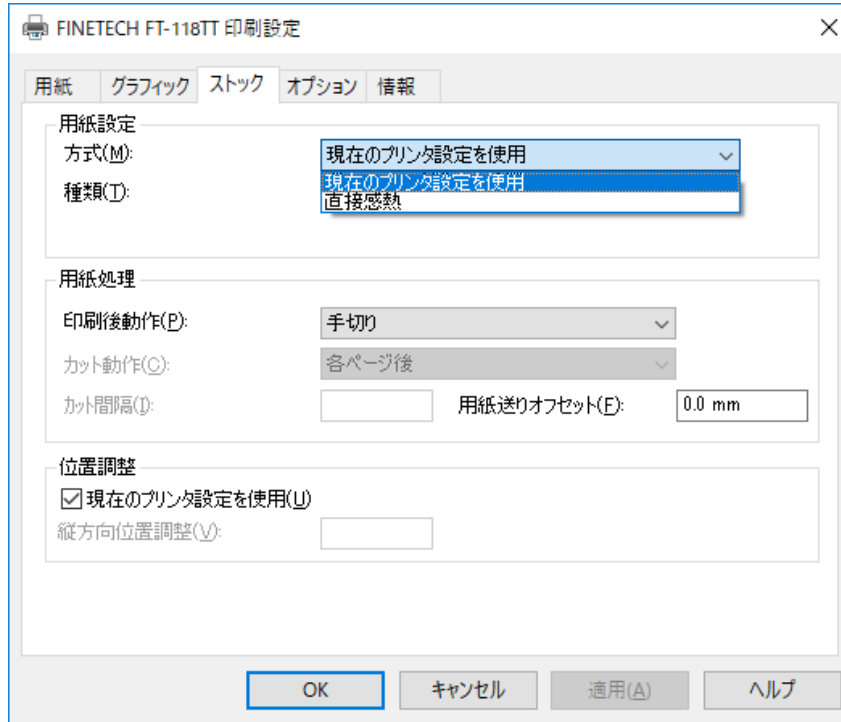 FINETECH FT-118TT 印刷設定
用紙 グラフィック ストック オプション 情報
用紙設定
方式(M): 現在のプリンタ設定を使用
現在のプリンタ設定を使用
種類(T):
直接感熱
用紙処理
印刷後動作(P): 手切り
カット動作(C): 各ページ後
カット間隔(I): 用紙送りオフセット(F): 0.0 mm
位置調整
現在のプリンタ設定を使用(U)
縦方向位置調整(V):
OK キャンセル 適用(A) ヘルプ